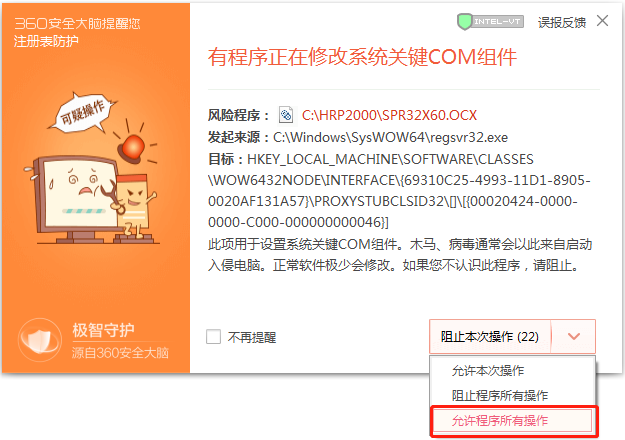 360安全大脑提醒您
注册表防护
INTEL-VT
误报反馈
有程序正在修改系统关键COM组件
可疑操作
风险程序： C:\HRP2000\SPR32X60.OCX
发起来源：C:\Windows\SysWOW64\regsvr32.exe
目标：HKEY_LOCAL_MACHINE\SOFTWARE\CLASSES
\WOW6432NODE\INTERFACE\{69310C25-4993-11D1-8905-
0020AF131A57}\PROXYSTUBCLSID32\[]\[{00020424-0000-
0000-C000-000000000046}]
此项用于设置系统关键COM组件。木马、病毒通常会以此来自启动
入侵电脑。正常软件极少会修改。如果您不认识此程序，请阻止。
极智守护
源自360安全大脑
不再提醒
阻止本次操作 (22)
允许本次操作
阻止程序所有操作
允许程序所有操作